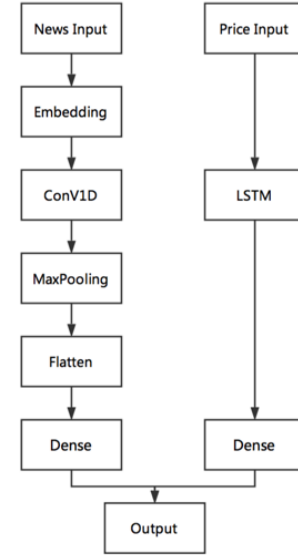 News Input
Price Input
Embedding
ConV1D
LSTM
MaxPooling
Flatten
Dense
Dense
Output